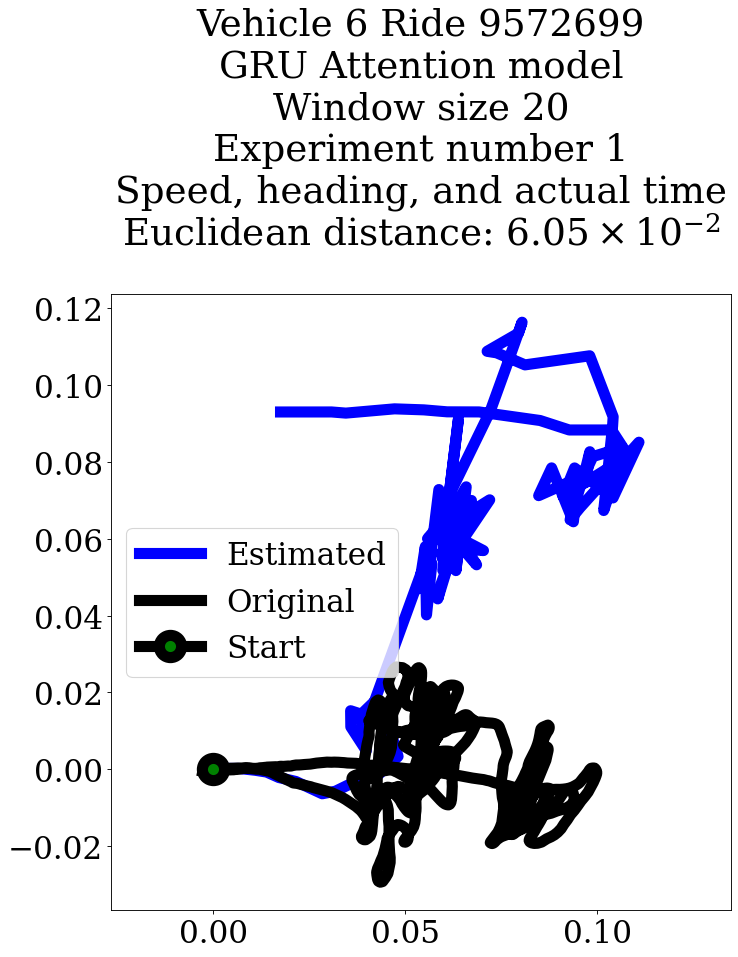 Vehicle 6 Ride 9572699
GRU Attention model
Window size 20
Experiment number 1
Speed, heading, and actual time
Euclidean distance: 6.05 × 10⁻²
0.12
0.10
0.08
0.06
0.04
0.02
0.00
−0.02
Estimated
Original
Start
0.00 0.05 0.10